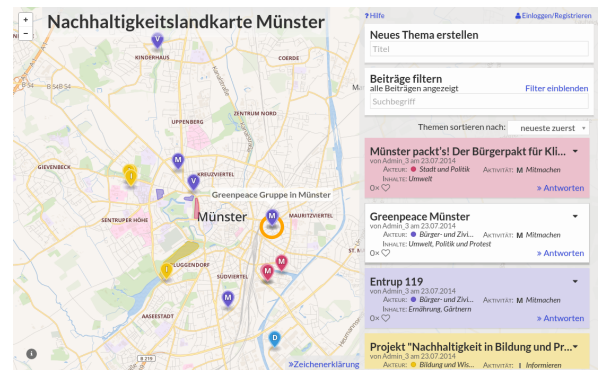 Nachhaltigkeitslandkarte Münster
+
−
KINDERHAUS
COERDE
B 54
B 54
UPPENBERG
ZENTRUM NORD
GIEVENBECK
M
KREUZVIERTEL
V
Greenpeace Gruppe in Münster
SENTRUPER HÖHE
Münster
M
MAURITZVIERTEL
I
M
M
SÜDVIERTEL
M
AASEESTADT
D
B 219
i
»Zeichenerklärung
?Hilfe
Einloggen/Registrieren
Neues Thema erstellen
Titel
Beiträge filtern
alle Beiträgen angezeigt
Filter einblenden
Suchbegriff
Themen sortieren nach:
neueste zuerst
Münster packt's! Der Bürgerpakt für Kli...
von Admin_3 am 23.07.2014
AKTEUR: Stadt und Politik AKTIVITÄT: M Mitmachen
INHALTE: Umwelt
0×
» Antworten
Greenpeace Münster
von Admin_3 am 23.07.2014
AKTEUR: Bürger- und Zivi... AKTIVITÄT: M Mitmachen
INHALTE: Umwelt, Politik und Protest
0×
» Antworten
Entrup 119
von Admin_3 am 23.07.2014
AKTEUR: Bürger- und Zivi... AKTIVITÄT: M Mitmachen
INHALTE: Ernährung, Gärtnern
0×
» Antworten
Projekt "Nachhaltigkeit in Bildung und Pr...
von Admin_3 am 23.07.2014
AKTEUR: Bildung und Wis... AKTIVITÄT: I Informieren